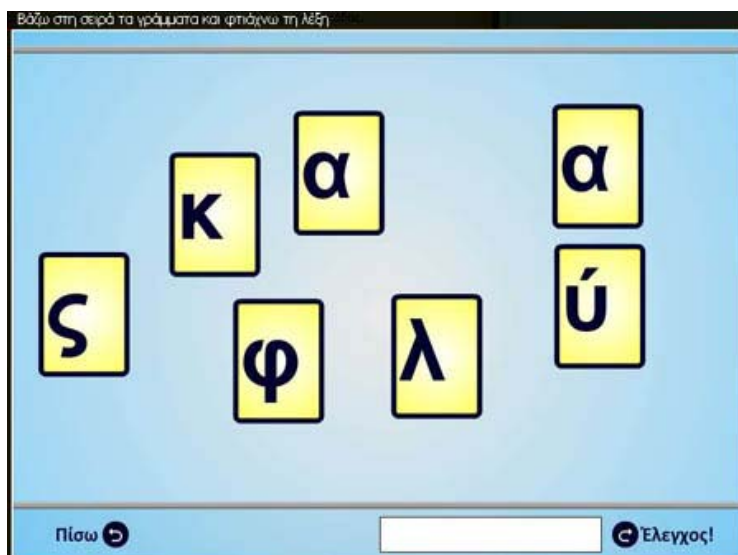 Βάζω στη σειρά τα γράμματα και φτιάχνω τη λέξη
α
α
κ
ς
ύ
φ
λ
Πίσω
Έλεγχος!